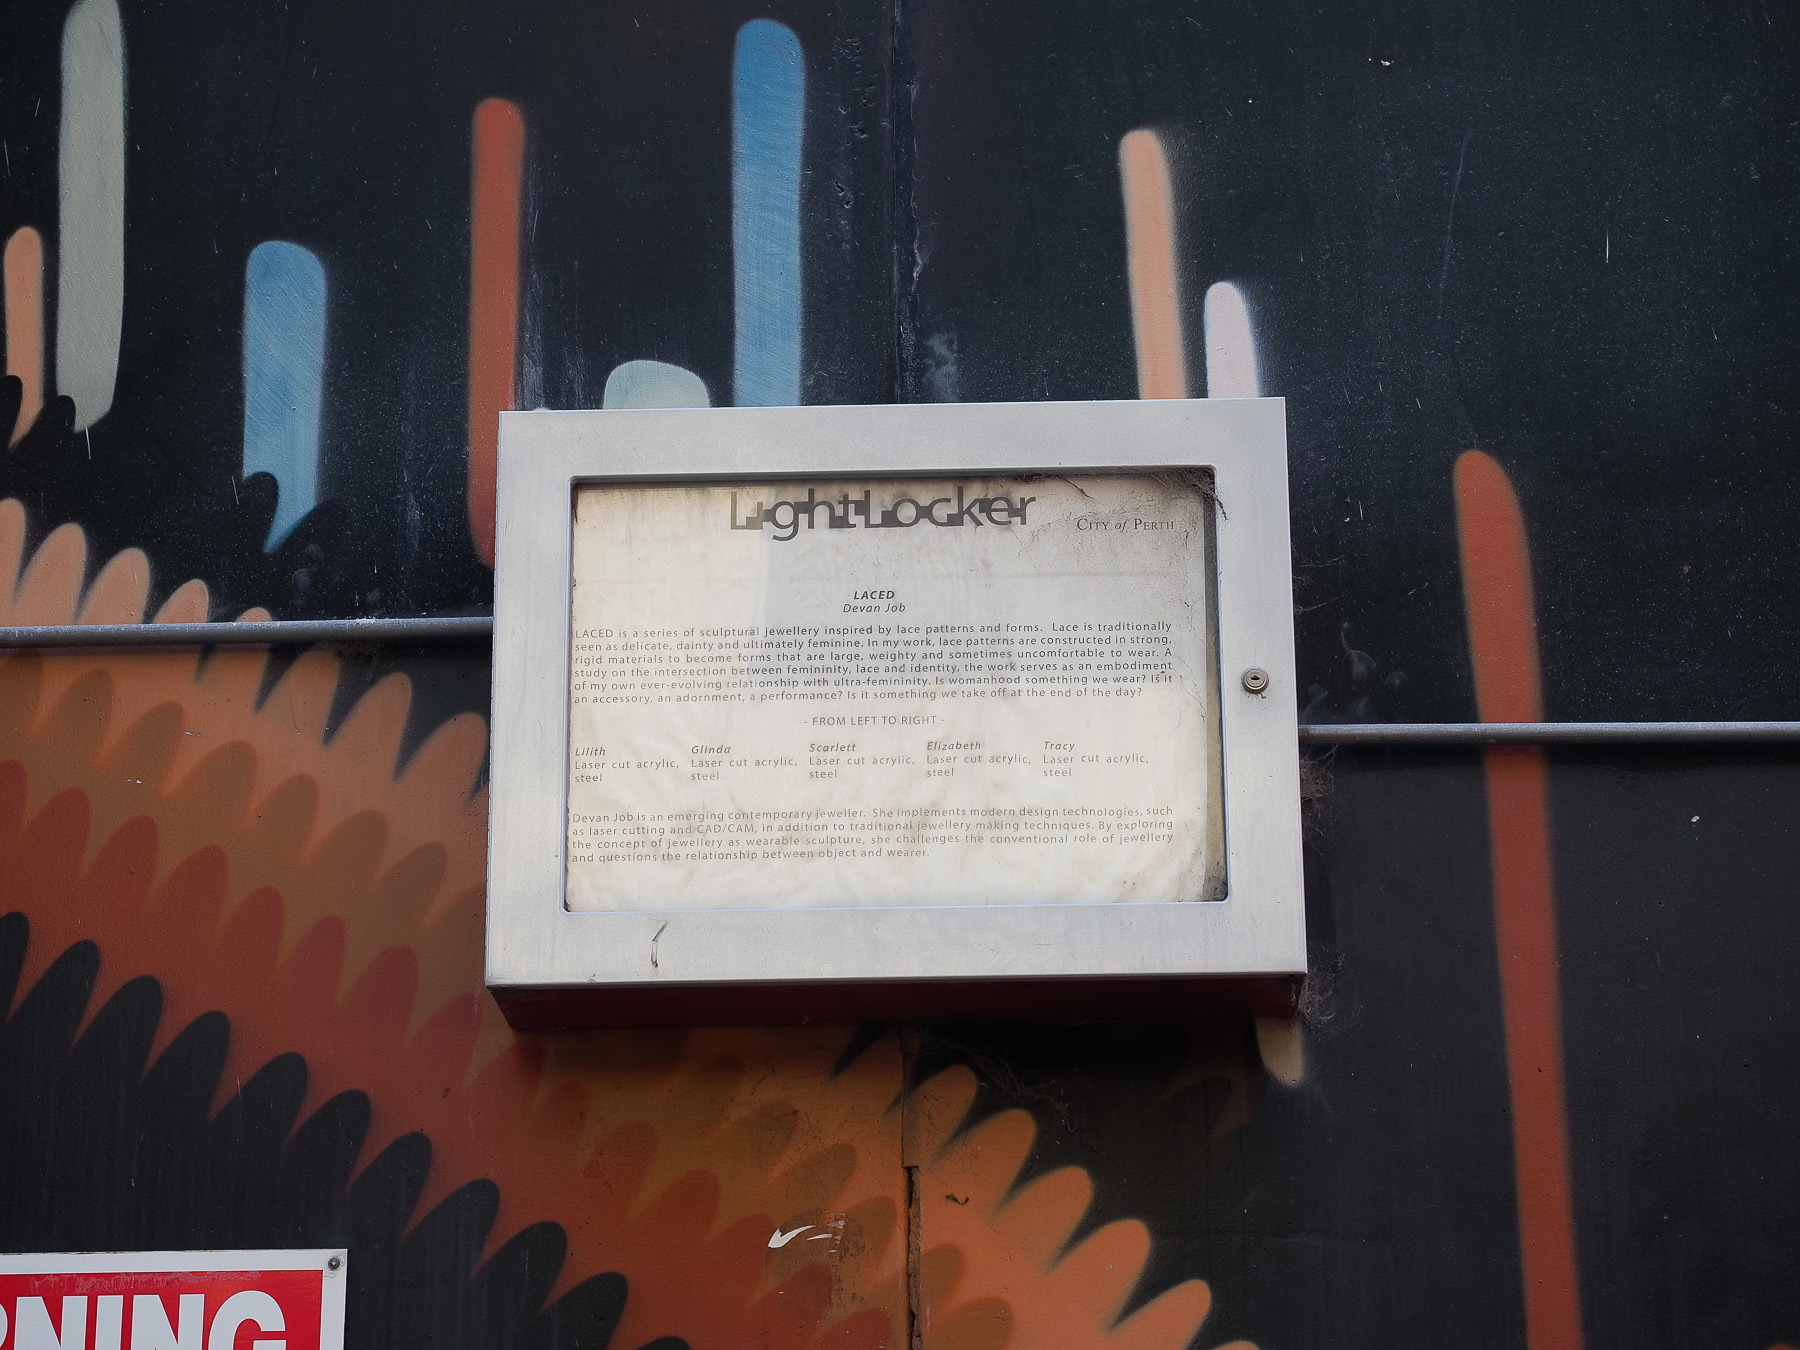 LightLocker
City of Perth
LACED
Devan Job
LACED is a series of sculptural jewellery inspired by lace patterns and forms. Lace is traditionally
seen as delicate, dainty and ultimately feminine. In my work, lace patterns are constructed in strong,
rigid materials to become forms that are large, weighty and sometimes uncomfortable to wear. A
study on the intersection between femininity, lace and identity, the work serves as an embodiment
of my own ever-evolving relationship with ultra-femininity. Is womanhood something we wear? Is it
an accessory, an adornment, a performance? Is it something we take off at the end of the day?
- FROM LEFT TO RIGHT -
Lilith Glinda Scarlett Elizabeth Tracy
Laser cut acrylic, Laser cut acrylic, Laser cut acrylic, Laser cut acrylic, Laser cut acrylic,
steel steel steel steel steel
Devan Job is an emerging contemporary jeweller. She implements modern design technologies, such
as laser cutting and CAD/CAM, in addition to traditional jewellery making techniques. By exploring
the concept of jewellery as wearable sculpture, she challenges the conventional role of jewellery
and questions the relationship between object and wearer.
RNING